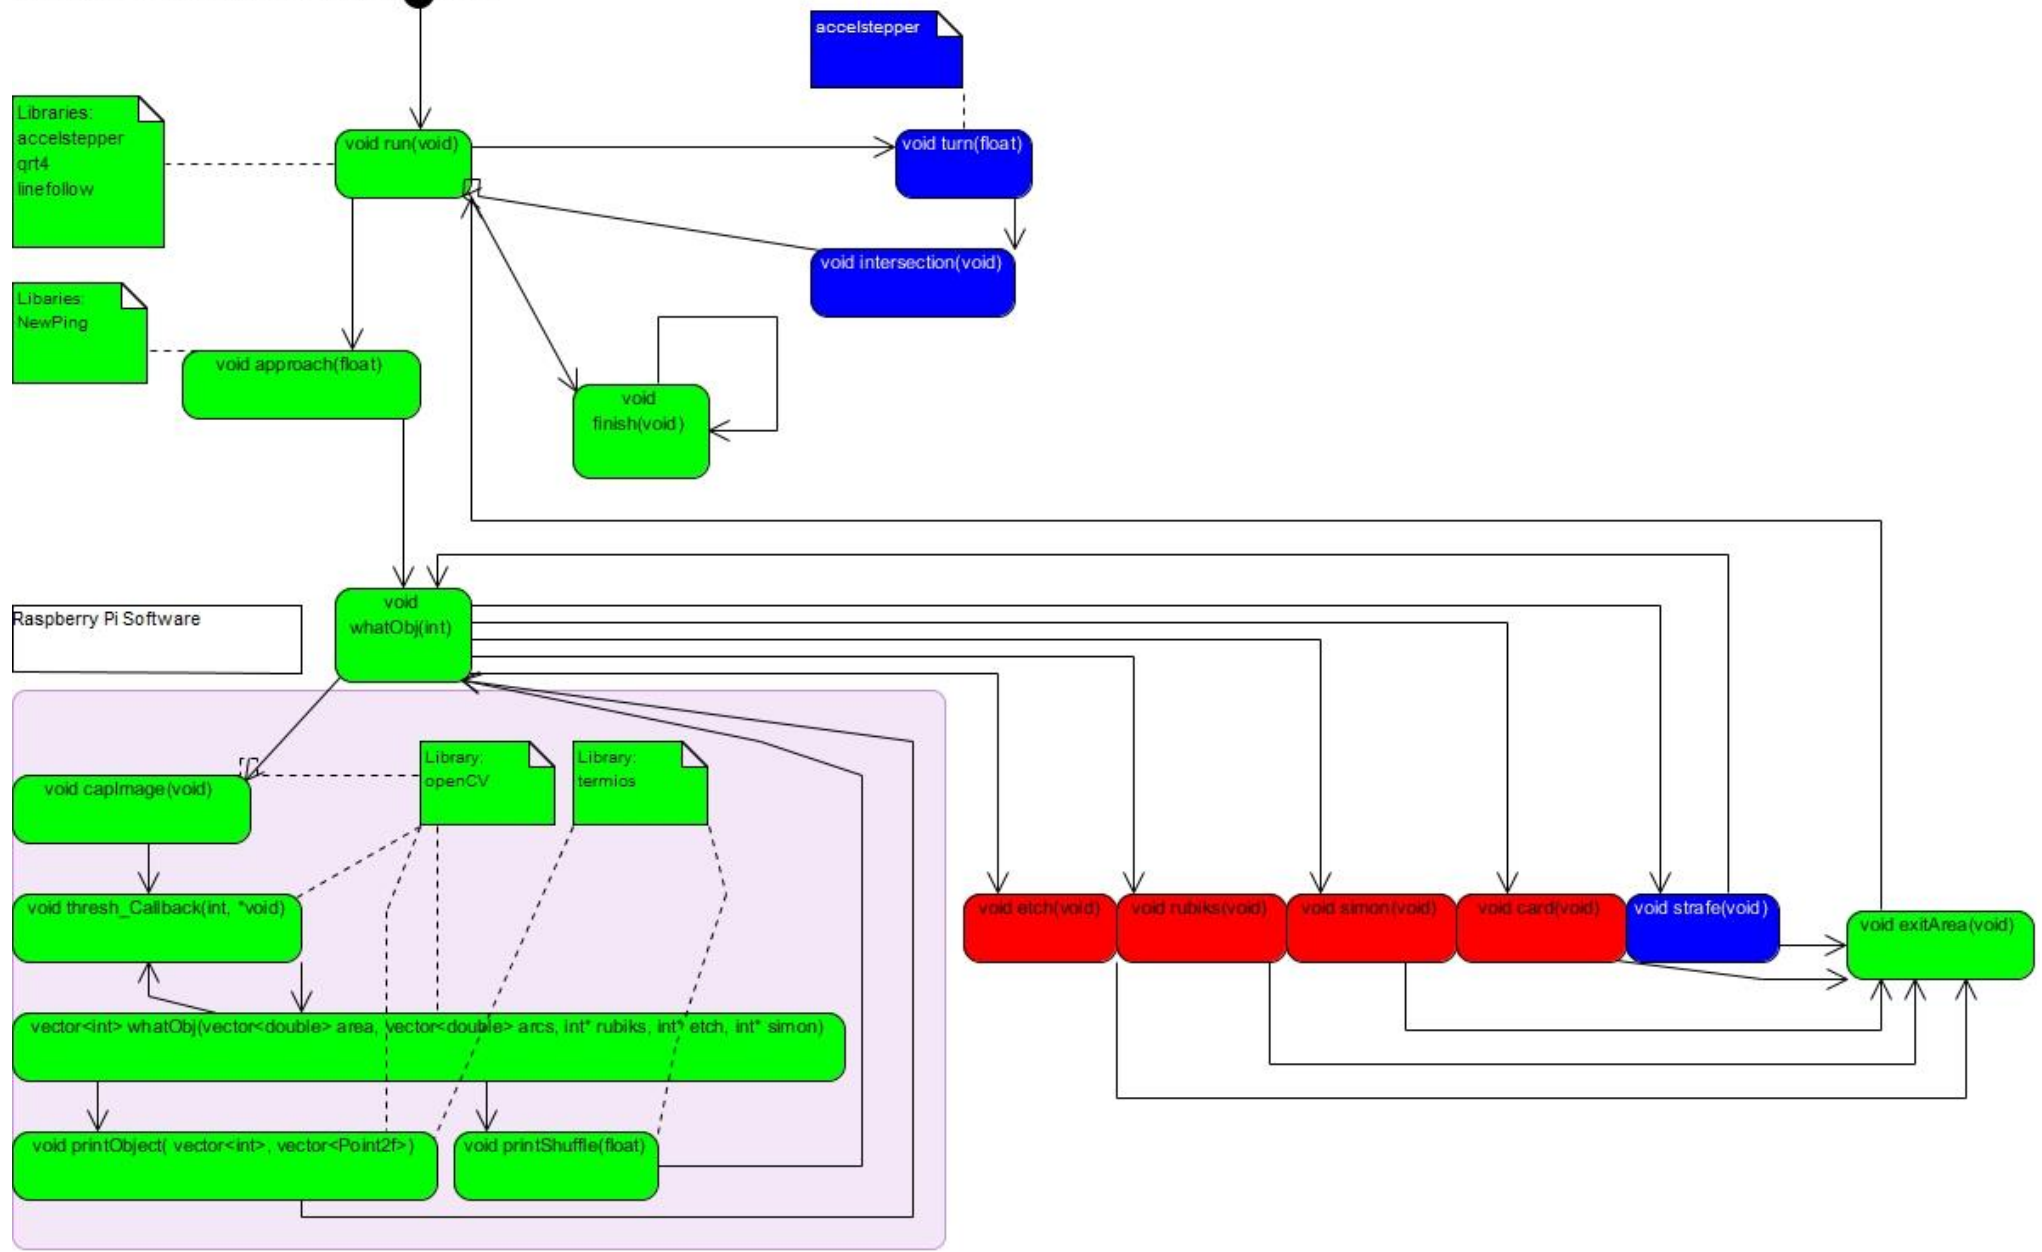 accelstepper
Libraries:
accelstepper
qrt4
linefollow
void run(void)
void turn(float)
void intersection(void)
Libaries:
NewPing
void approach(float)
void
finish(void)
Raspberry Pi Software
void
whatObj(int)
Library:
openCV
Library:
termios
void capImage(void)
void thresh_Callback(int, *void)
void etch(void)
void rubiks(void)
void simon(void)
void card(void)
void strafe(void)
void exitArea(void)
vector<int> whatObj(vector<double> area, vector<double> arcs, int* rubiks, int* etch, int* simon)
void printObject( vector<int>, vector<Point2f>)
void printShuffle(float)